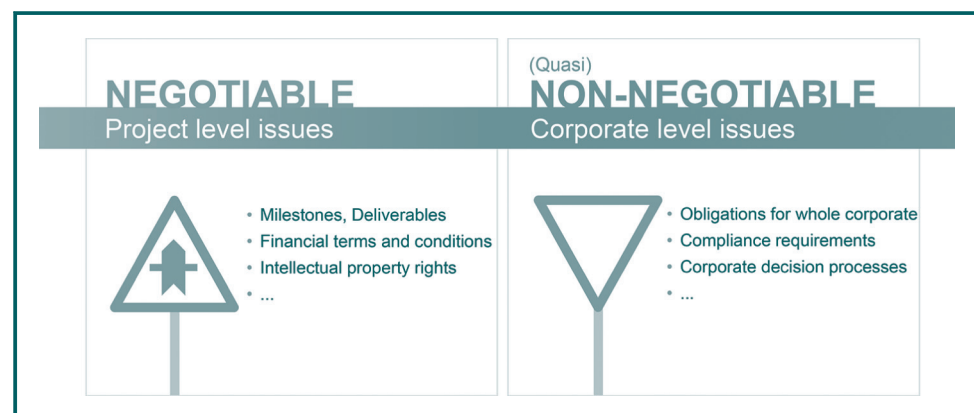 NEGOTIABLE
Project level issues
• Milestones, Deliverables
• Financial terms and conditions
• Intellectual property rights
• ...
(Quasi)
NON-NEGOTIABLE
Corporate level issues
• Obligations for whole corporate
• Compliance requirements
• Corporate decision processes
• ...